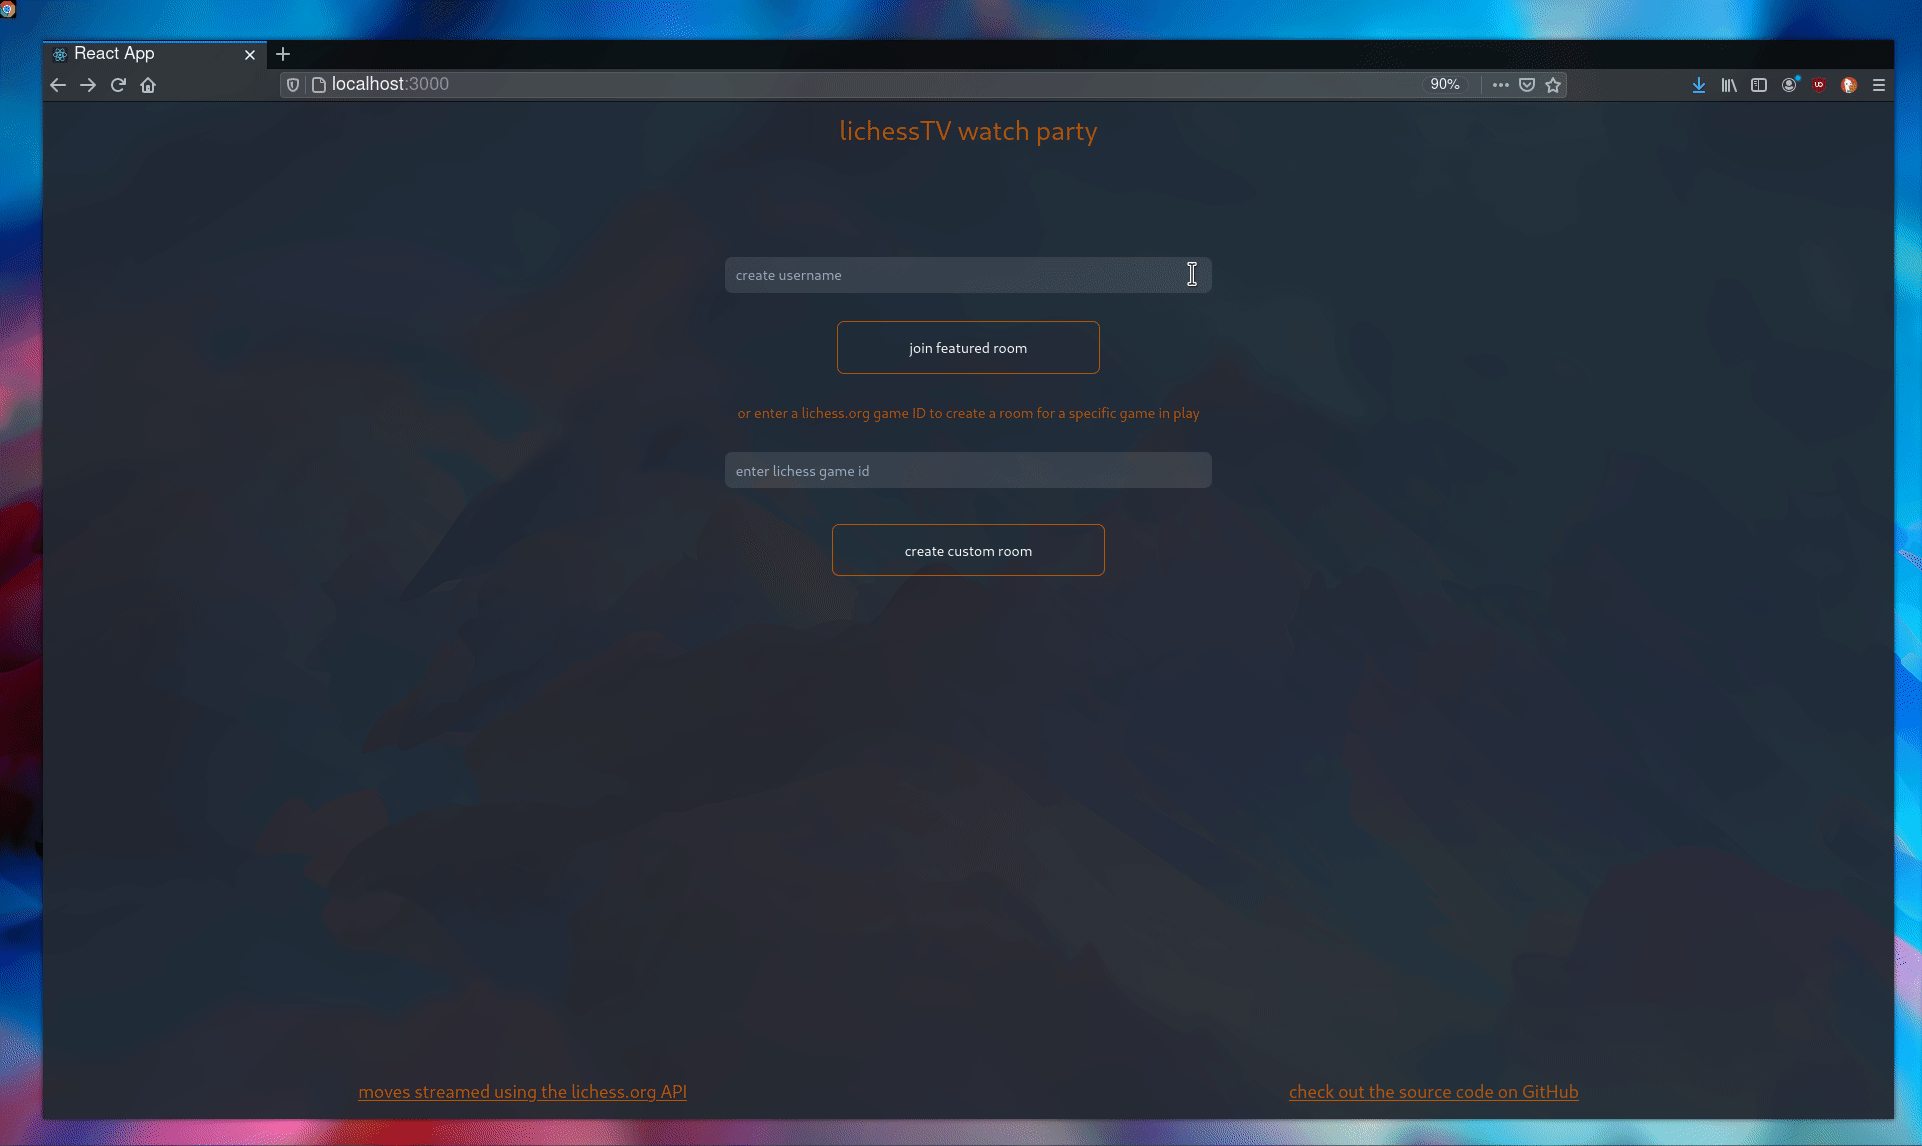 React App
localhost:3000
90%
lichessTV watch party
create username
join featured room
or enter a lichess.org game ID to create a room for a specific game in play
enter lichess game id
create custom room
moves streamed using the lichess.org API
check out the source code on GitHub